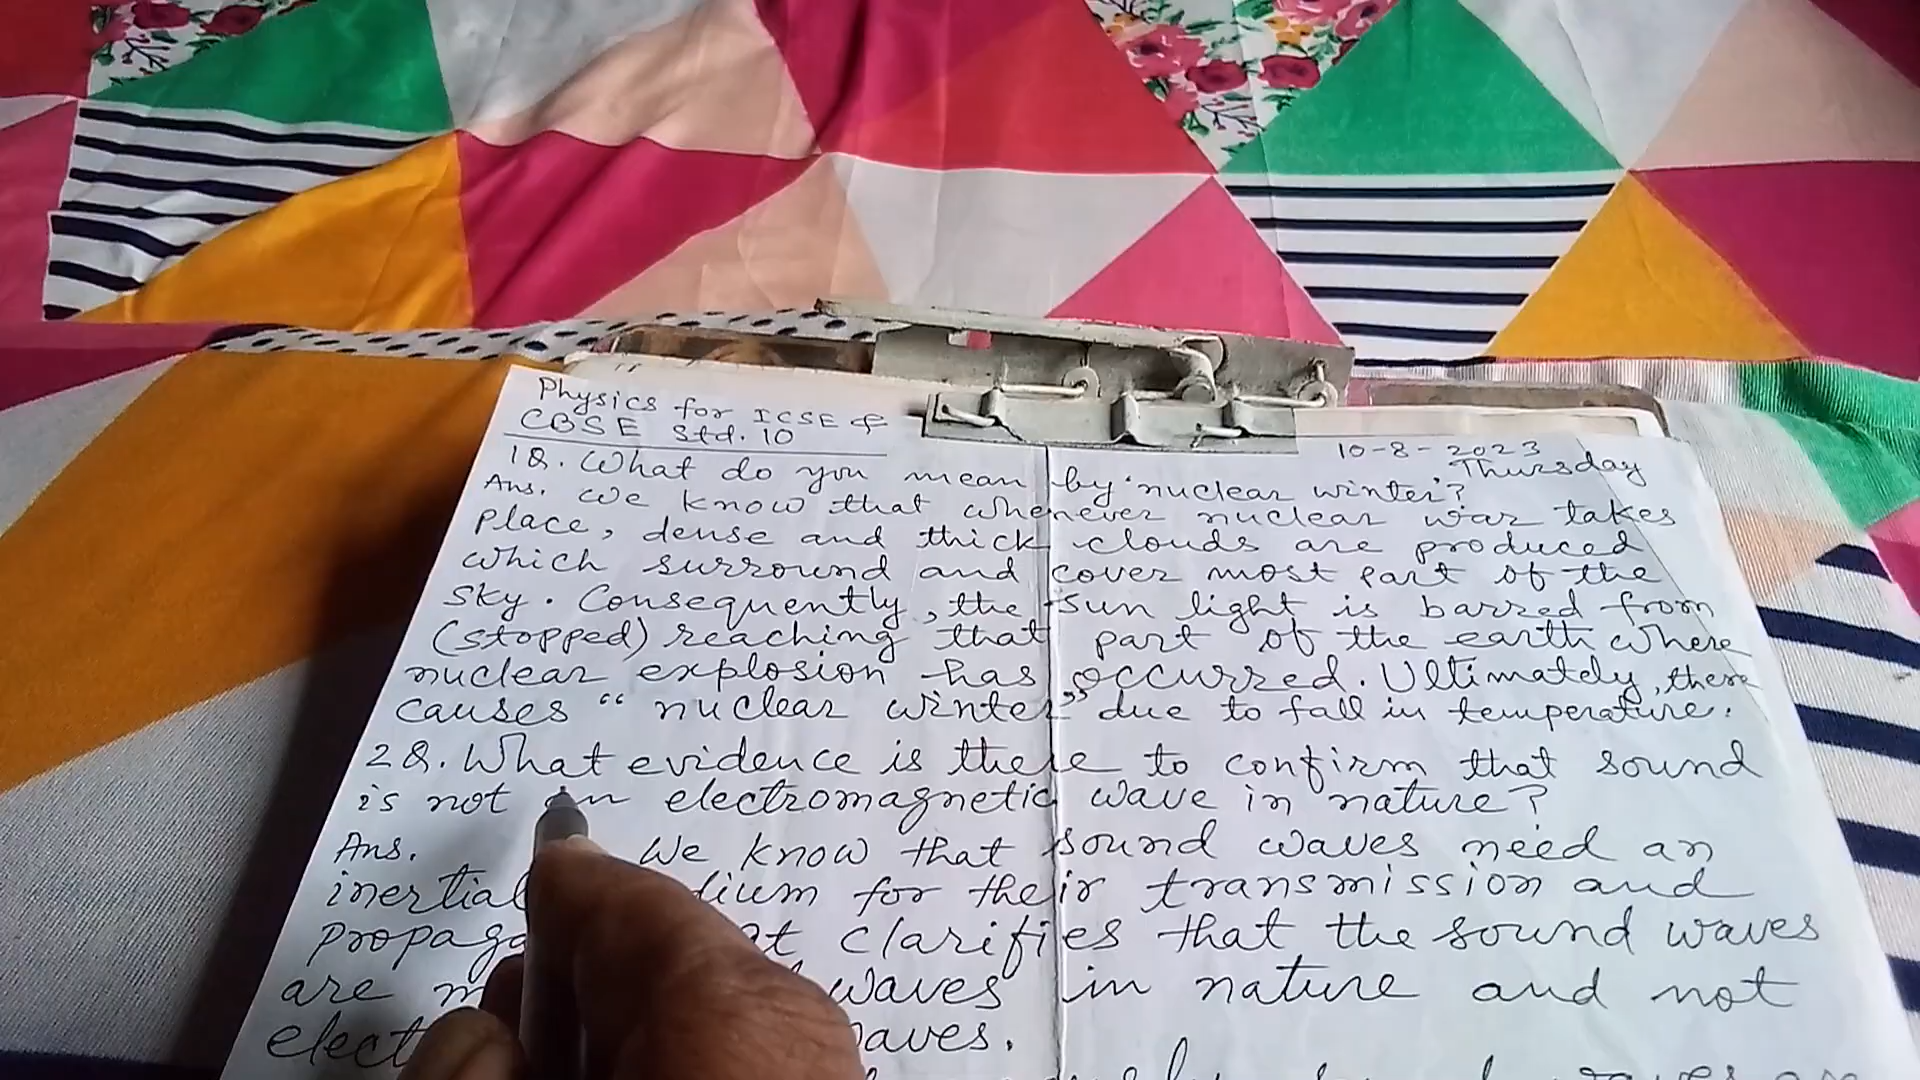 Physics for ICSE &
CBSE Std. 10
10-8-2023
Thursday
1Q. What do you mean by 'nuclear winter'?
Ans. We know that whenever nuclear war takes
place, dense and thick clouds are produced
which surround and cover most part of the
sky. Consequently, the sun light is barred from
(stopped) reaching that part of the earth where
nuclear explosion has occurred. Ultimately, there
causes "nuclear winter" due to fall in temperature.
2Q. What evidence is there to confirm that sound
is not an electromagnetic wave in nature?
Ans. We know that sound waves need an
inertial for their transmission and
clarifies that the sound waves
are waves in nature and not
waves.